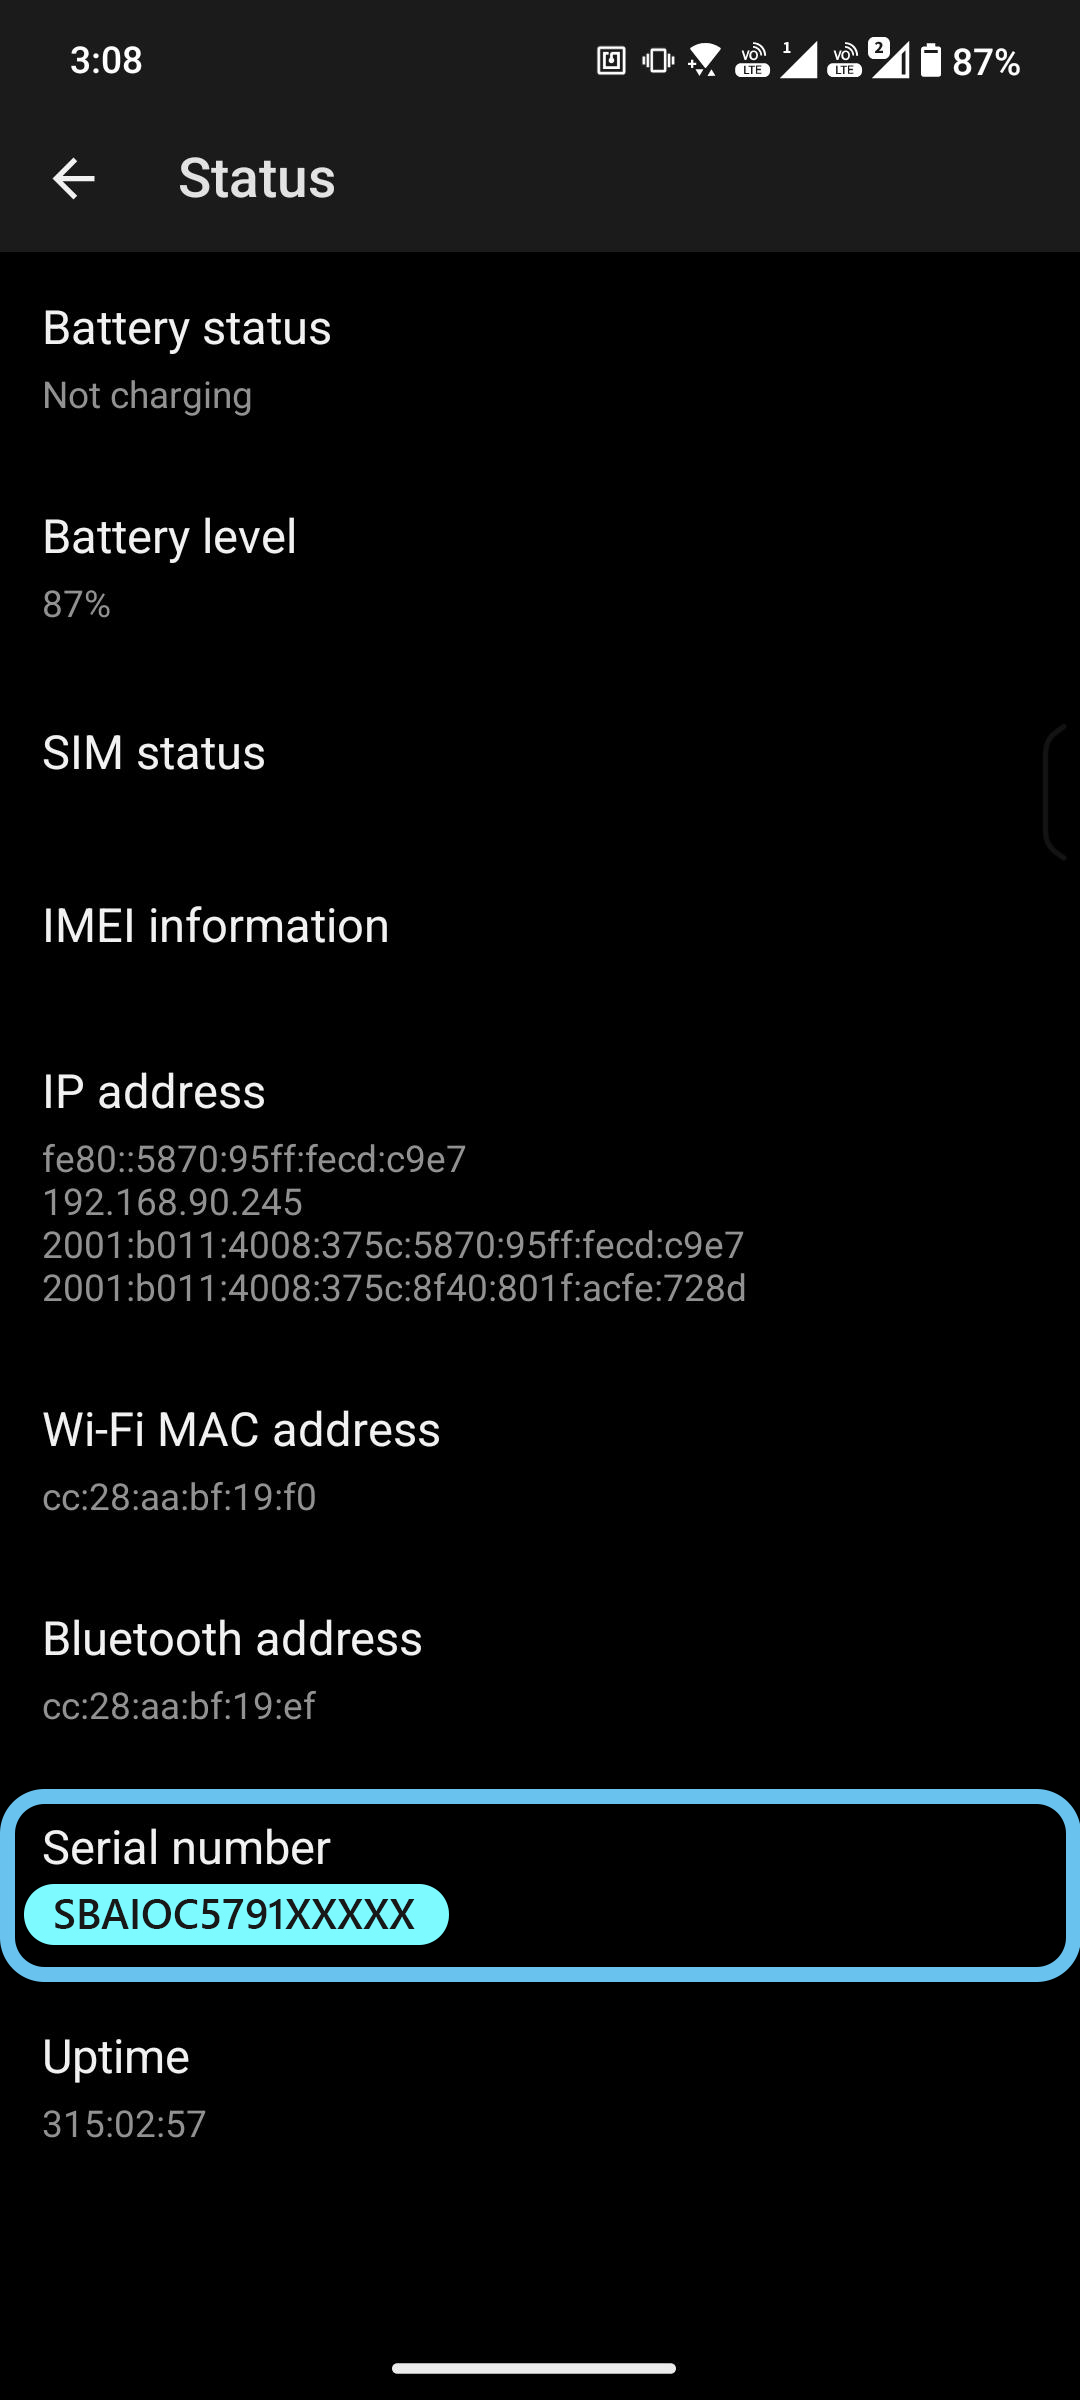 3:08 VO LTE 1 VO LTE 2 87%
Status
Battery status
Not charging
Battery level
87%
SIM status
IMEI information
IP address
fe80::5870:95ff:fecd:c9e7
192.168.90.245
2001:b011:4008:375c:5870:95ff:fecd:c9e7
2001:b011:4008:375c:8f40:801f:acfe:728d
Wi-Fi MAC address
cc:28:aa:bf:19:f0
Bluetooth address
cc:28:aa:bf:19:ef
Serial number
SBAIOC5791XXXXX
Uptime
315:02:57